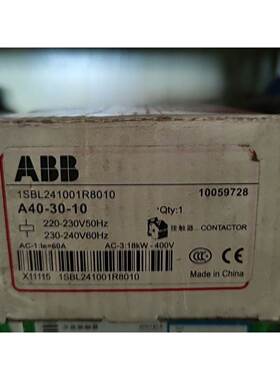 ABB
1SBL241001R8010 10059728
A40-30-10 Qty:1
220-230V50Hz
230-240V60Hz 接触器 CONTACTOR
AC-1:Ie=60A AC-3:18kW-400V
X11115 1SBL241001R8010 Made in China